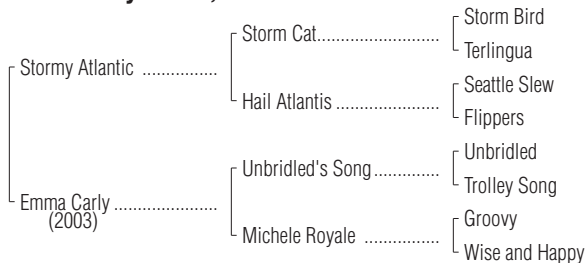 Storm Bird
Storm Cat....................................
Terlingua
Stormy Atlantic ......................
Seattle Slew
Hail Atlantis ..............................
Flippers
Unbridled
Unbridled's Song...................
Trolley Song
Emma Carly ..............................
(2003)
Groovy
Michele Royale ......................
Wise and Happy